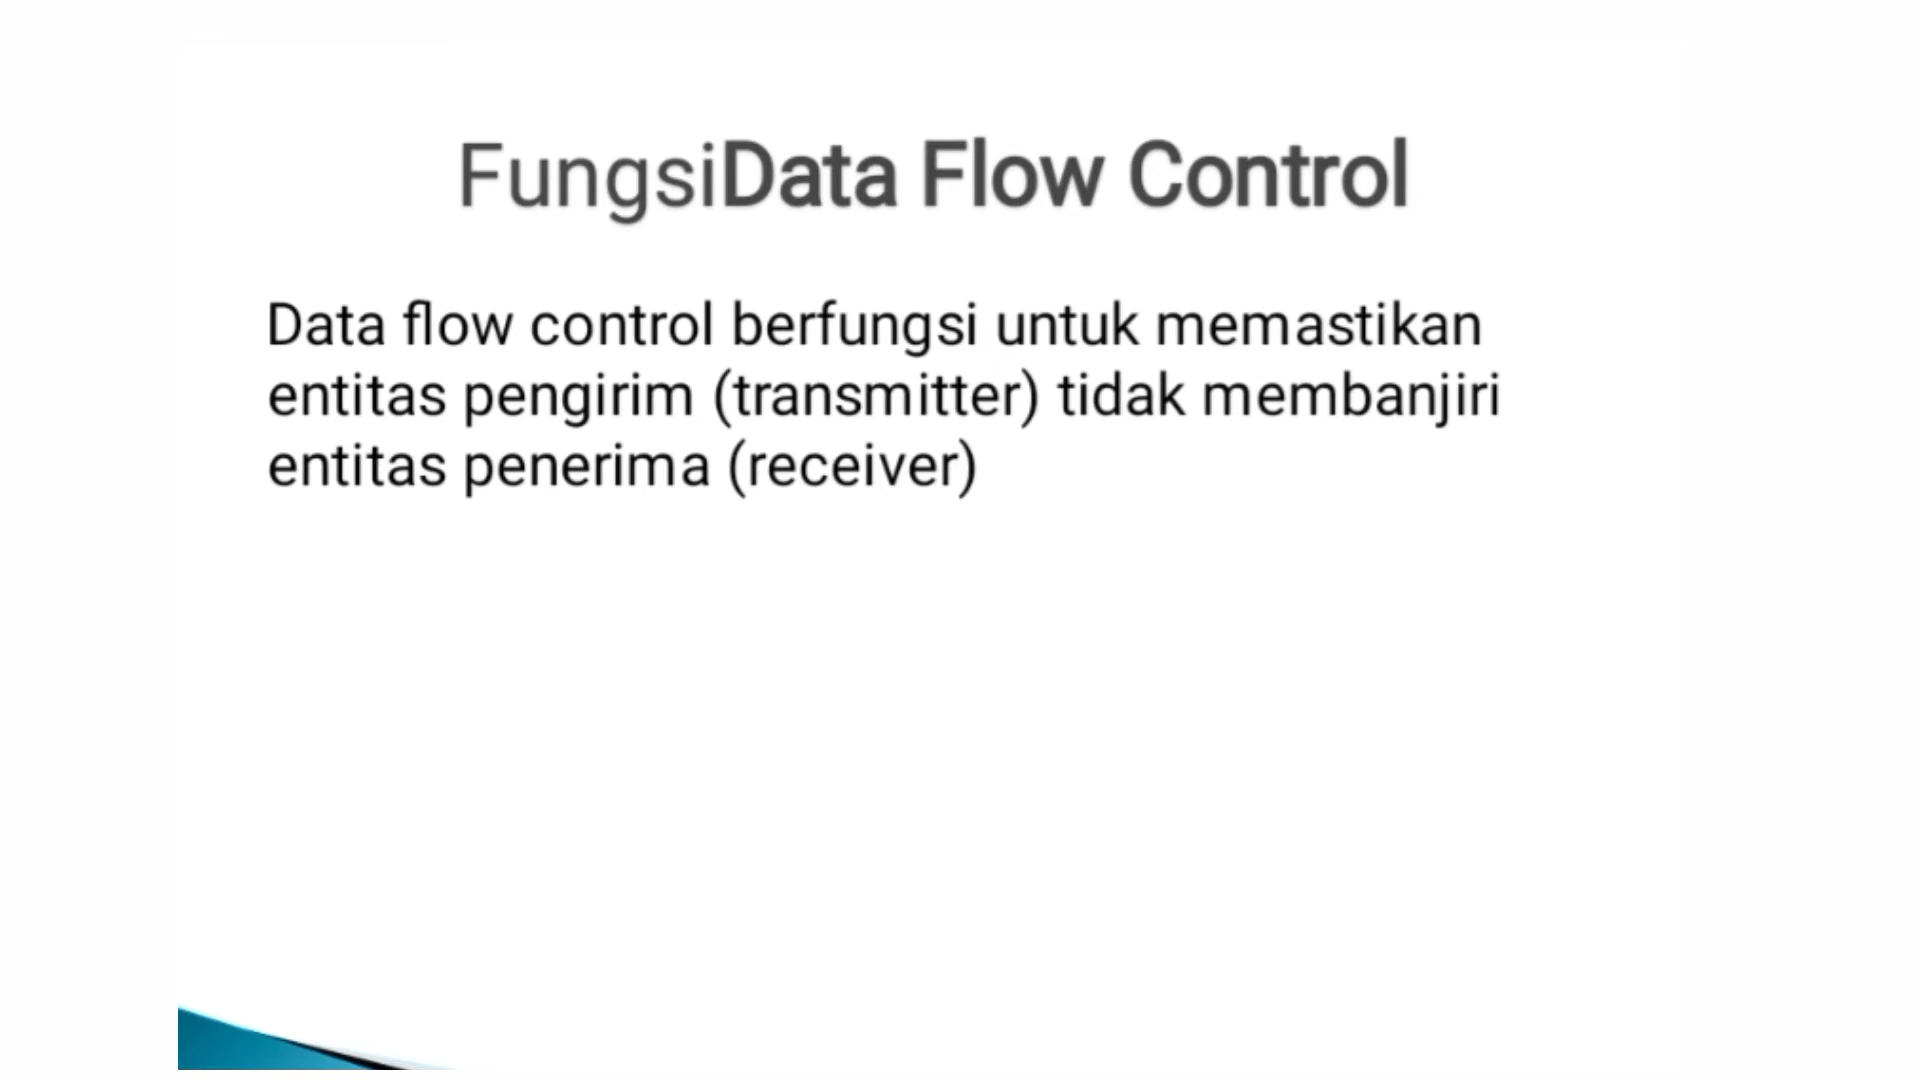 FungsiData Flow Control
Data flow control berfungsi untuk memastikan
entitas pengirim (transmitter) tidak membanjiri
entitas penerima (receiver)